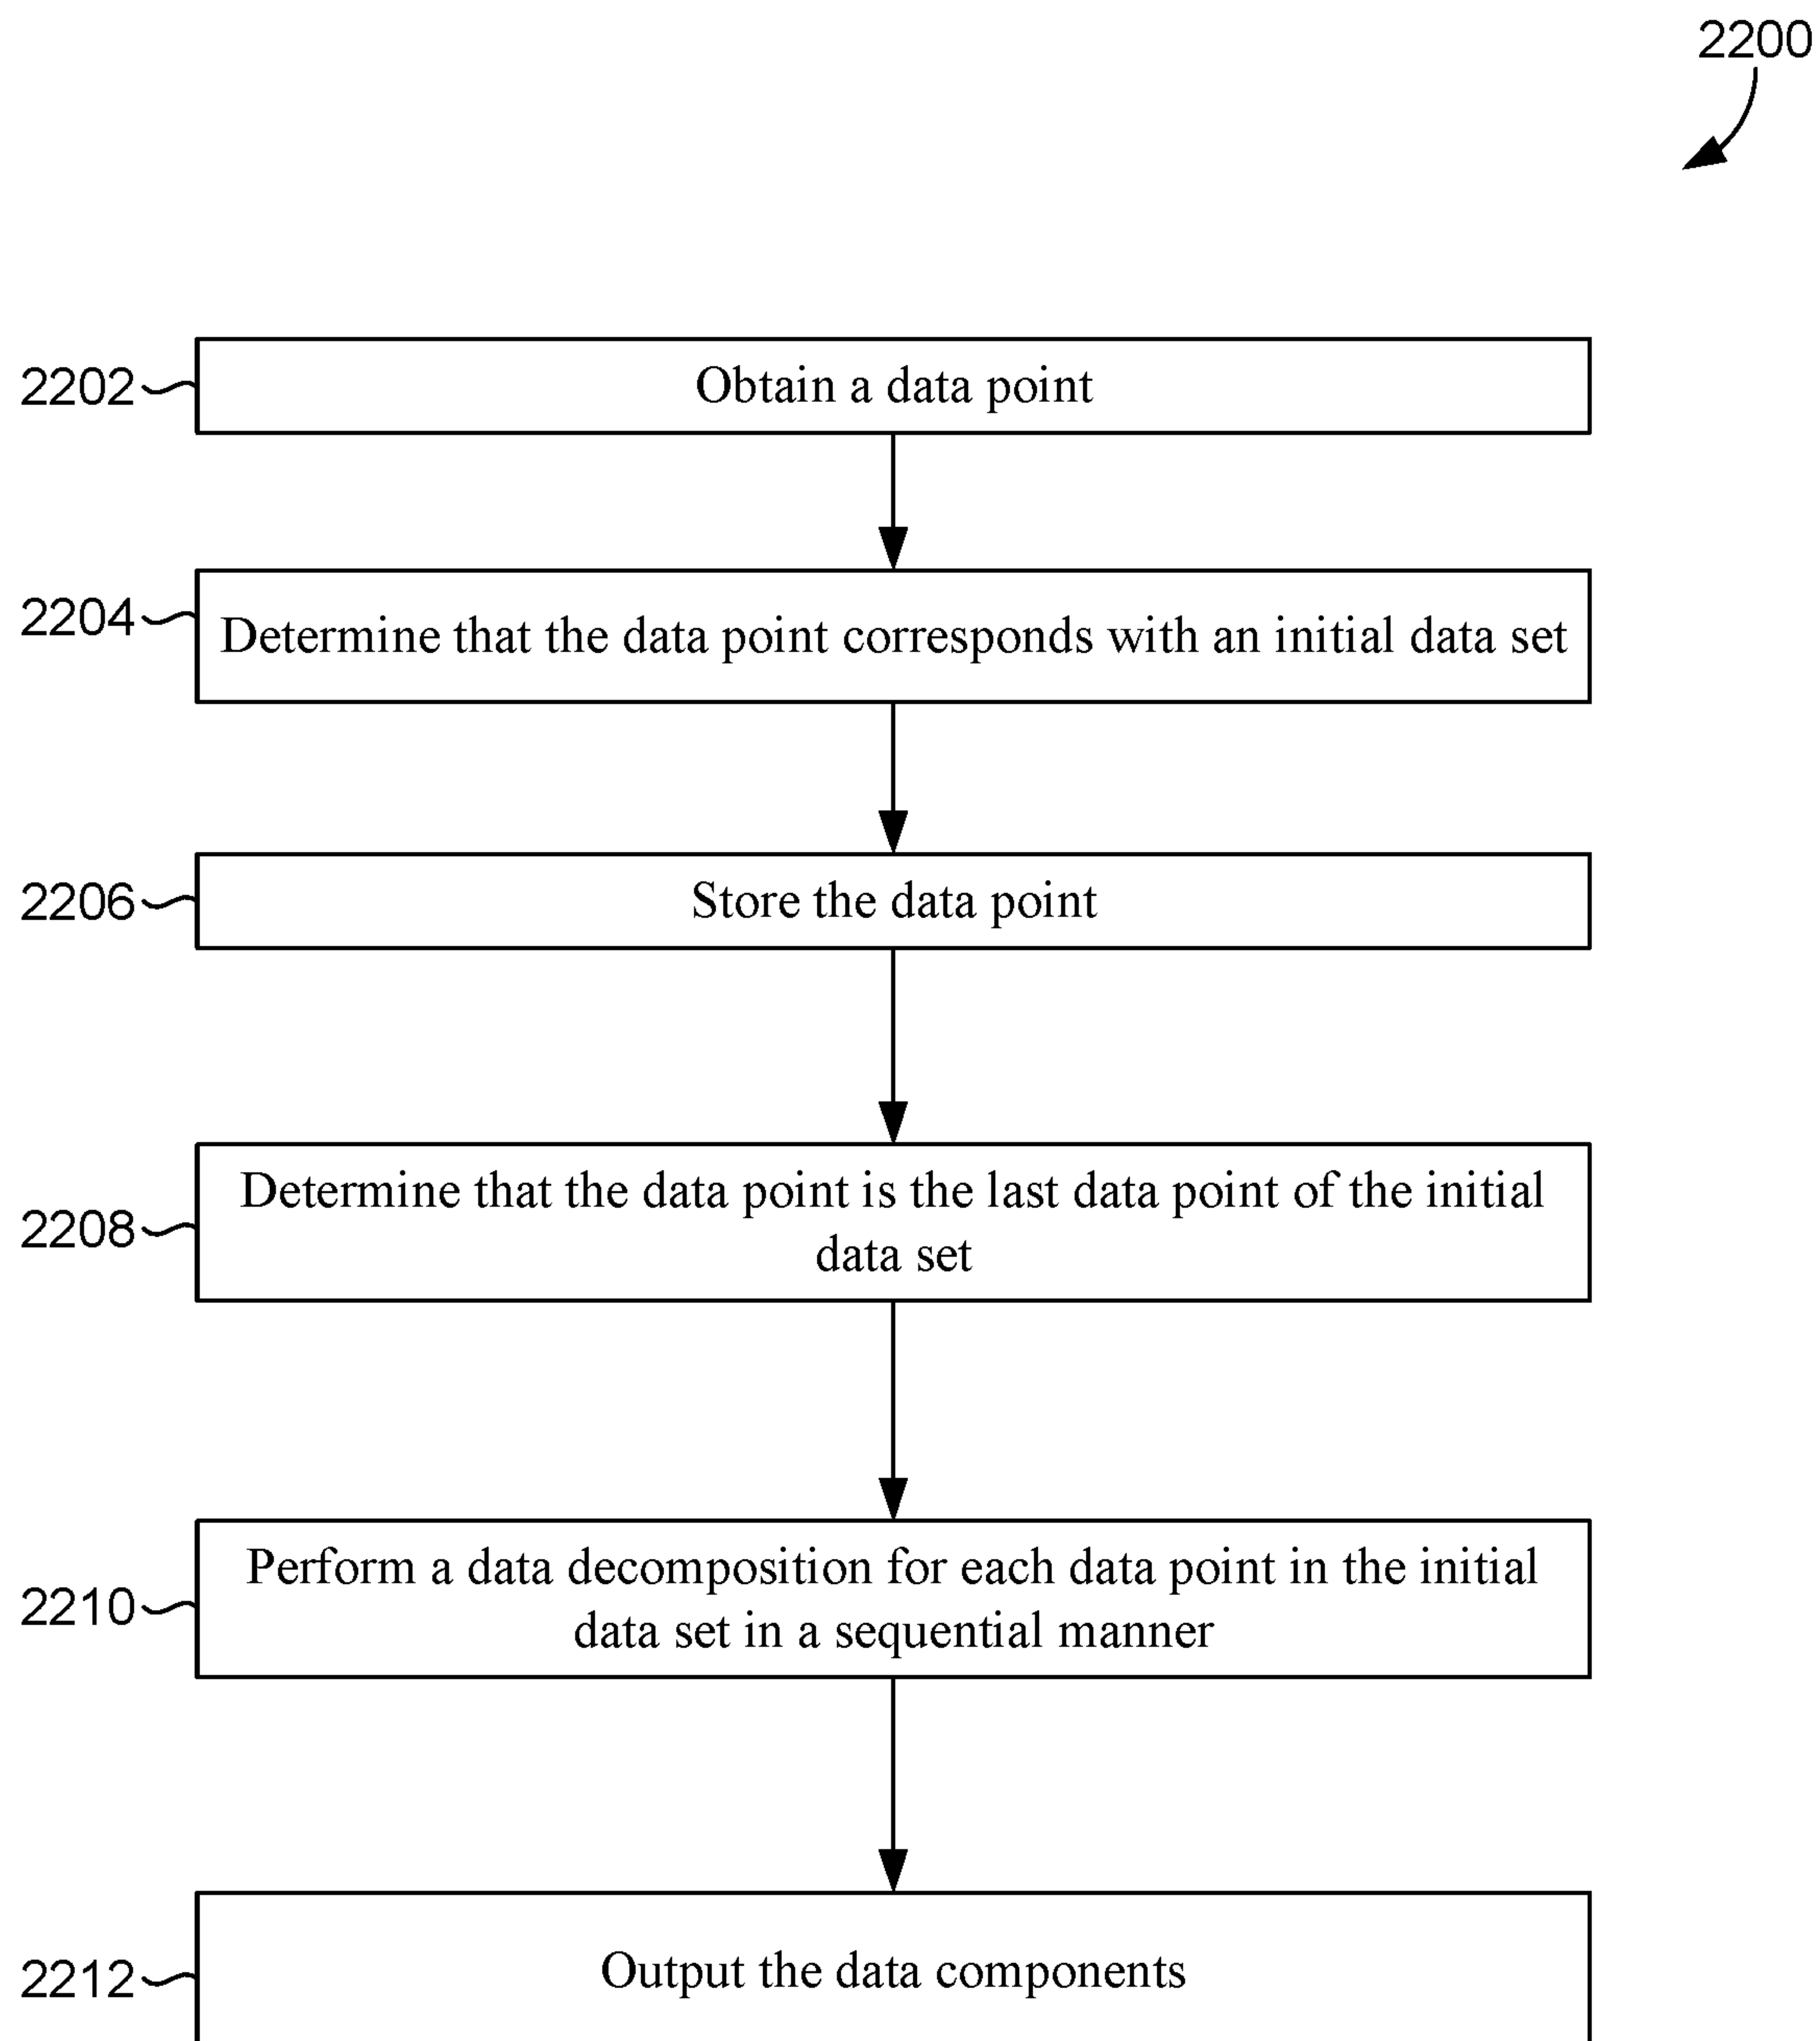 2200
2202
Obtain a data point
2204
Determine that the data point corresponds with an initial data set
2206
Store the data point
2208
Determine that the data point is the last data point of the initial
data set
2210
Perform a data decomposition for each data point in the initial
data set in a sequential manner
2212
Output the data components